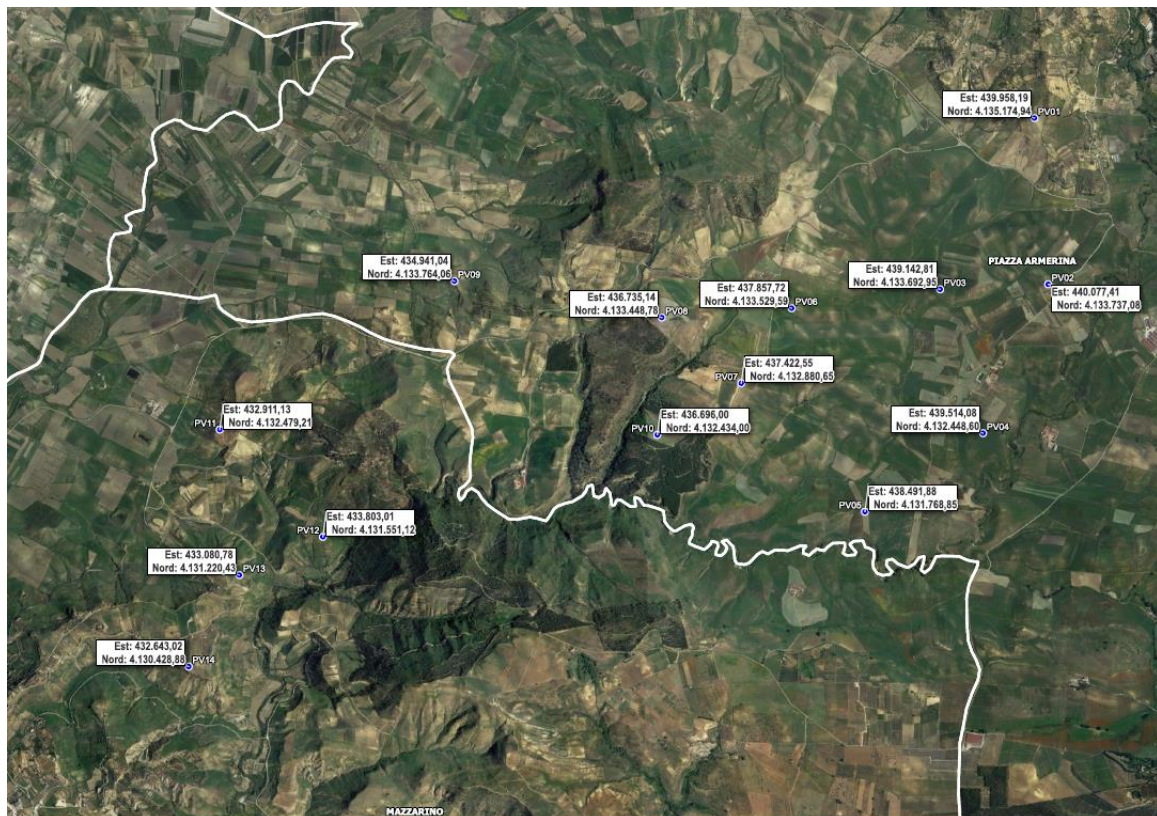 Est: 439.958,19
Nord: 4.135.174,94
PV01
PIAZZA ARMERINA
Est: 434.941,04
Nord: 4.133.764,06
PV09
Est: 439.142,81
Nord: 4.133.692,95
PV03
PV02
Est: 440.077,41
Nord: 4.133.737,08
Est: 437.857,72
Nord: 4.133.529,59
PV06
Est: 436.735,14
Nord: 4.133.448,78
PV08
Est: 437.422,55
Nord: 4.132.880,65
PV07
Est: 432.911,13
Nord: 4.132.479,21
PV11
Est: 436.696,00
Nord: 4.132.434,00
PV10
Est: 439.514,08
Nord: 4.132.448,60
PV04
Est: 438.491,88
Nord: 4.131.768,85
PV05
Est: 433.803,01
Nord: 4.131.551,12
PV12
Est: 433.080,78
Nord: 4.131.220,43
PV13
Est: 432.643,02
Nord: 4.130.428,88
PV14
MAZZARINO